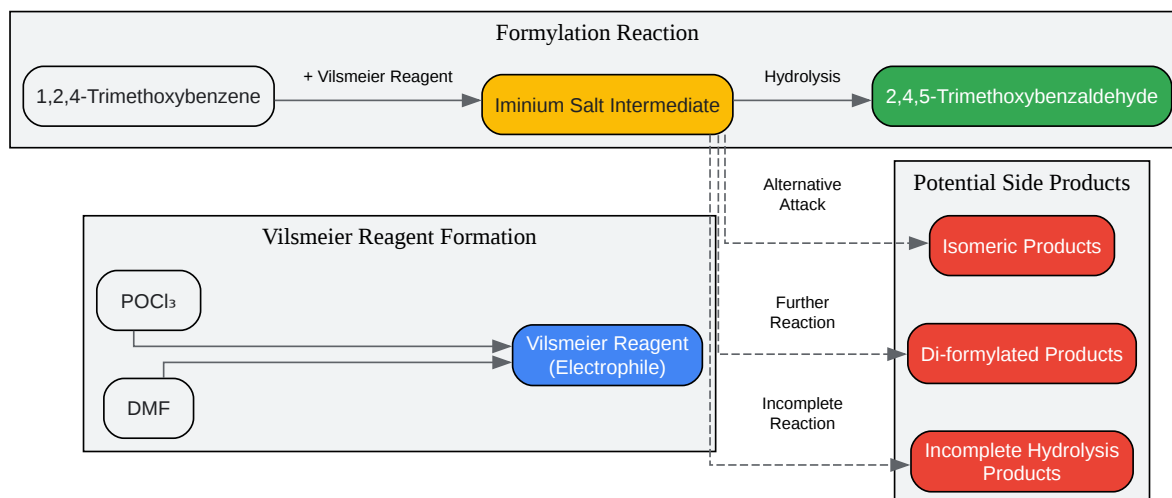 Formylation Reaction
1,2,4-Trimethoxybenzene
+ Vilsmeier Reagent
Iminium Salt Intermediate
Hydrolysis
2,4,5-Trimethoxybenzaldehyde
Vilsmeier Reagent Formation
POCl₃
DMF
Vilsmeier Reagent
(Electrophile)
Potential Side Products
Alternative
Attack
Isomeric Products
Further
Reaction
Di-formylated Products
Incomplete
Reaction
Incomplete Hydrolysis
Products